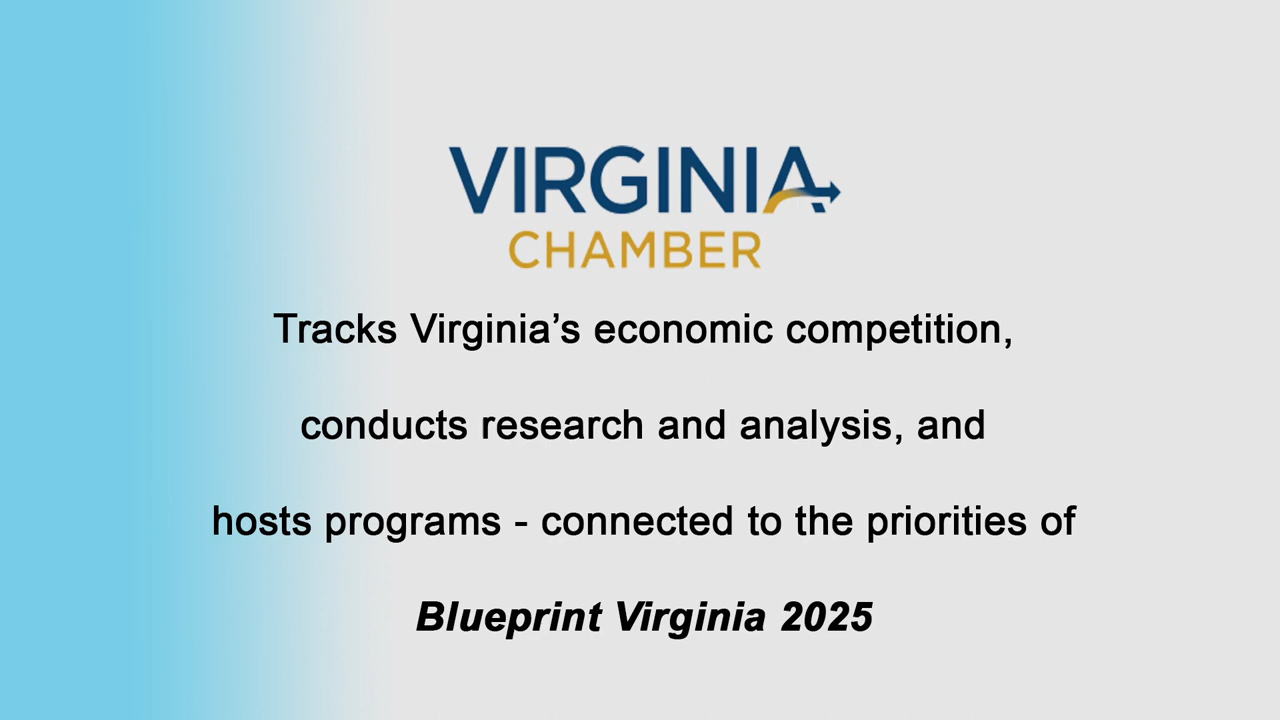 VIRGINIA
CHAMBER
Tracks Virginia’s economic competition,
conducts research and analysis, and
hosts programs - connected to the priorities of
Blueprint Virginia 2025